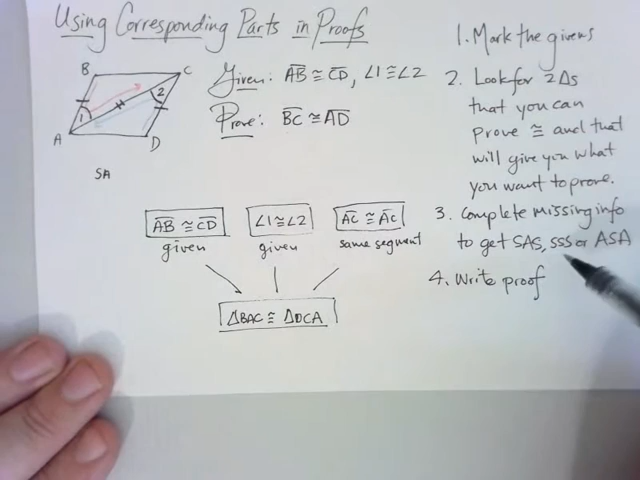 Using Corresponding Parts in Proofs
B
C
1
2
A
D
SA
Given: AB ≅ CD, ∠1 ≅ ∠2
Prove: BC ≅ AD
AB ≅ CD
given
∠1 ≅ ∠2
given
AC ≅ AC
same segment
ΔBAC ≅ ΔDCA
1. Mark the givens
2. Look for 2Δs
that you can
prove ≅ and that
will give you what
you want to prove.
3. Complete missing info
to get SAS, SSS or ASA
4. Write proof